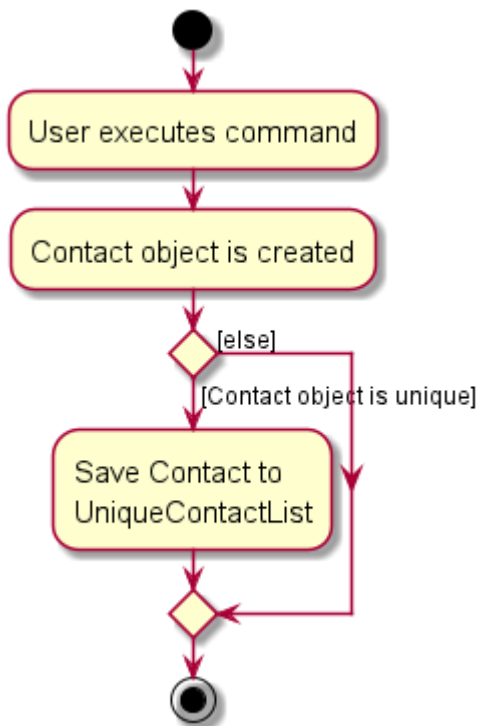 User executes command
Contact object is created
[else]
[Contact object is unique]
Save Contact to
UniqueContactList